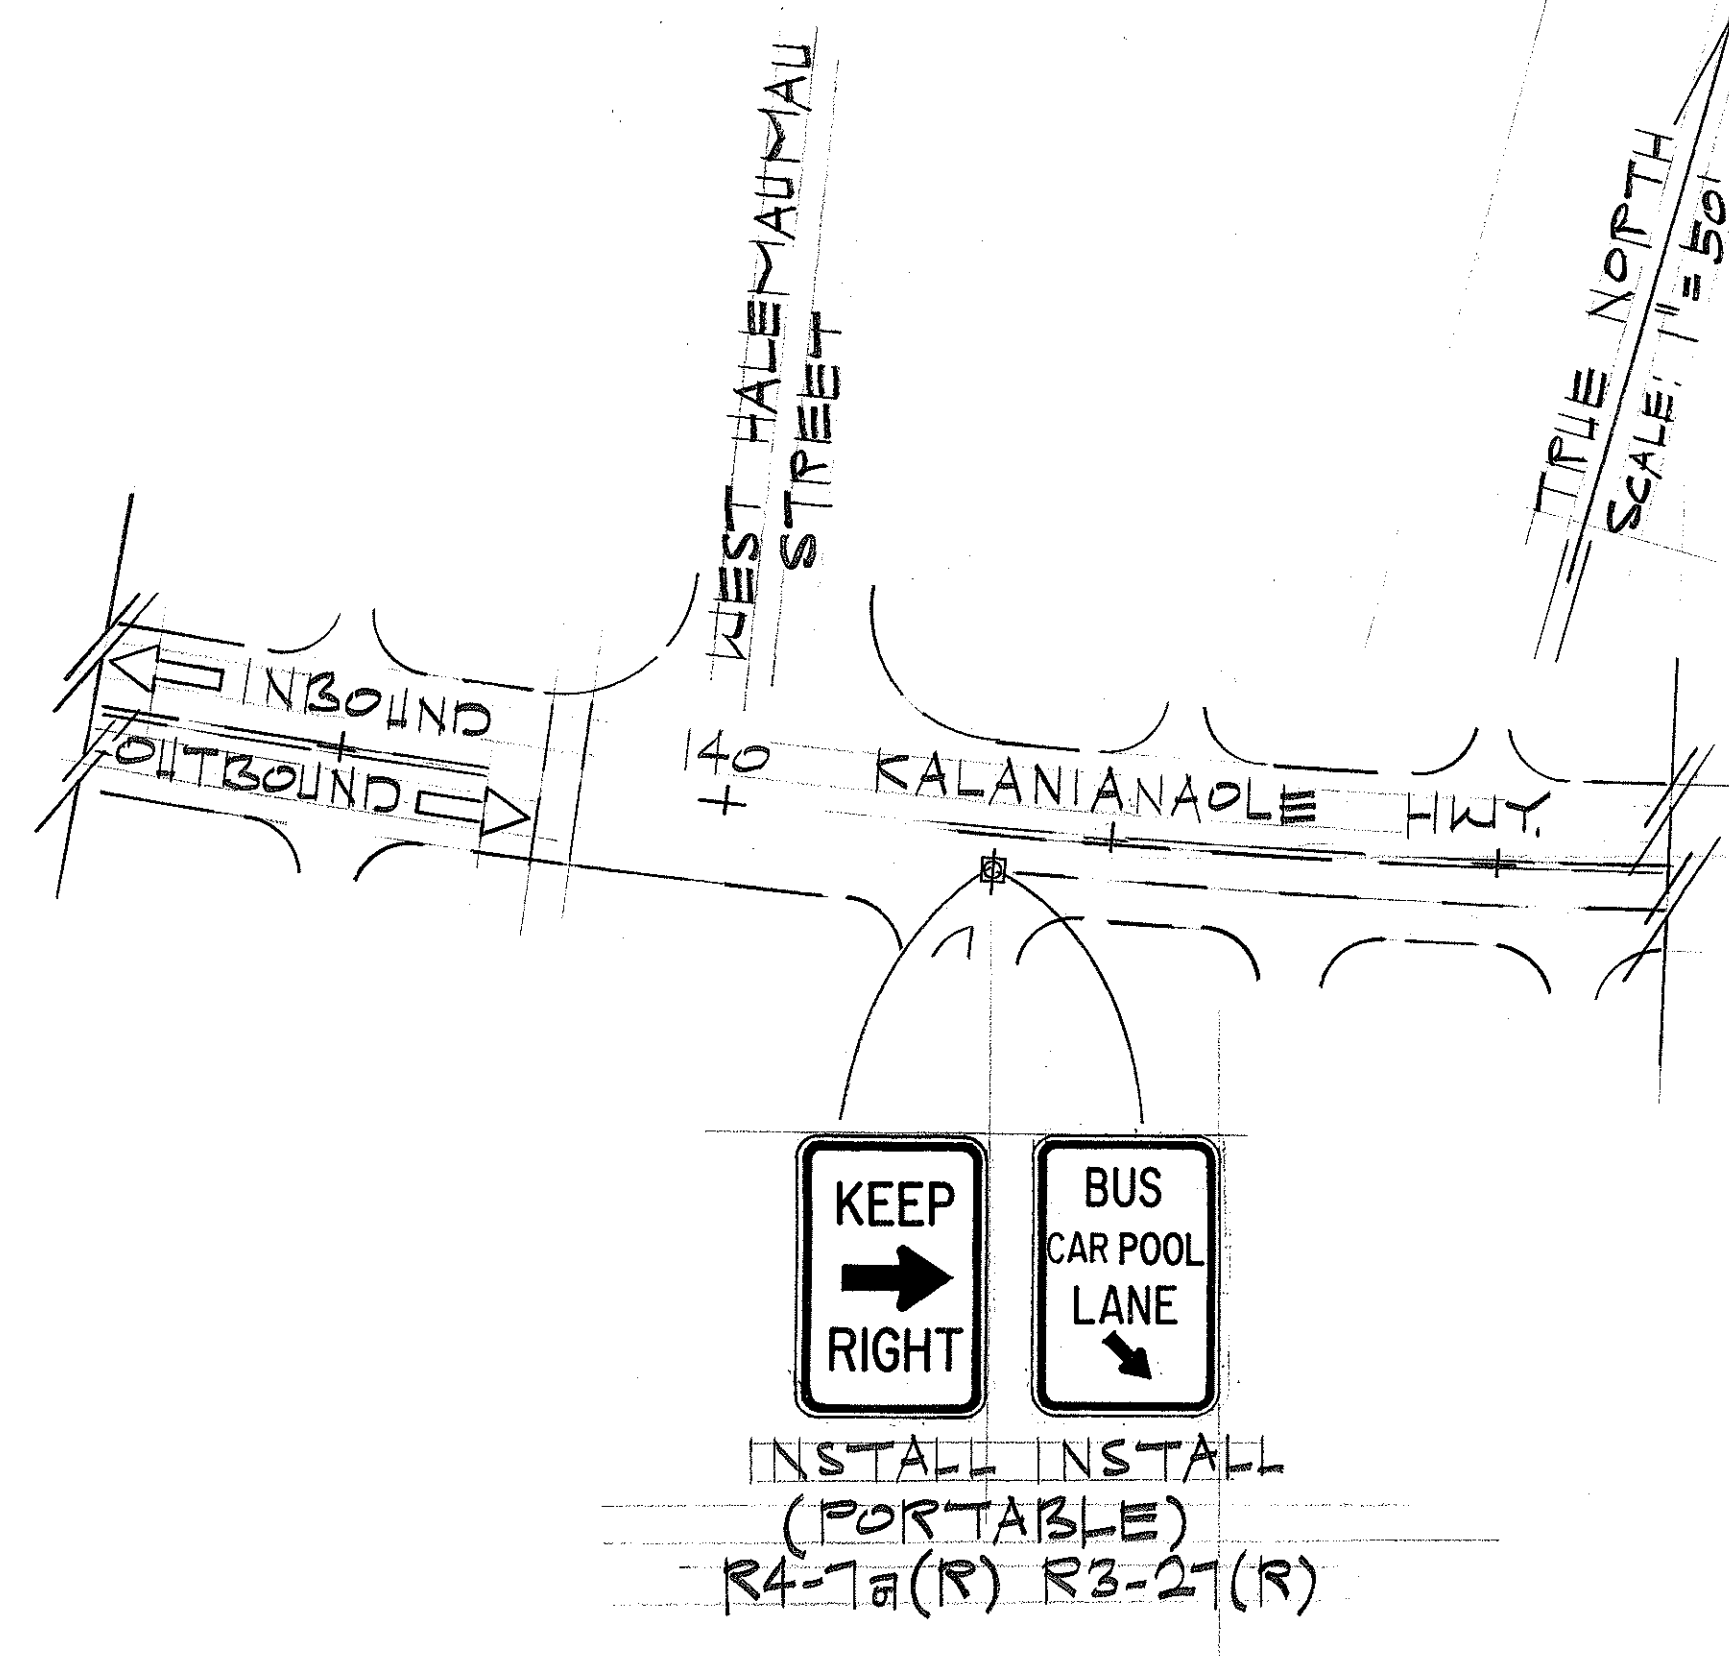 WEST HALEMAUMAU
STREET
TRUE NORTH
SCALE: 1" = 50'
INBOUND
OUTBOUND
140
KALANIANAOLE HWY.
KEEP
RIGHT
BUS
CAR POOL
LANE
INSTALL INSTALL
(PORTABLE)
R4-7a(R) R3-27(R)